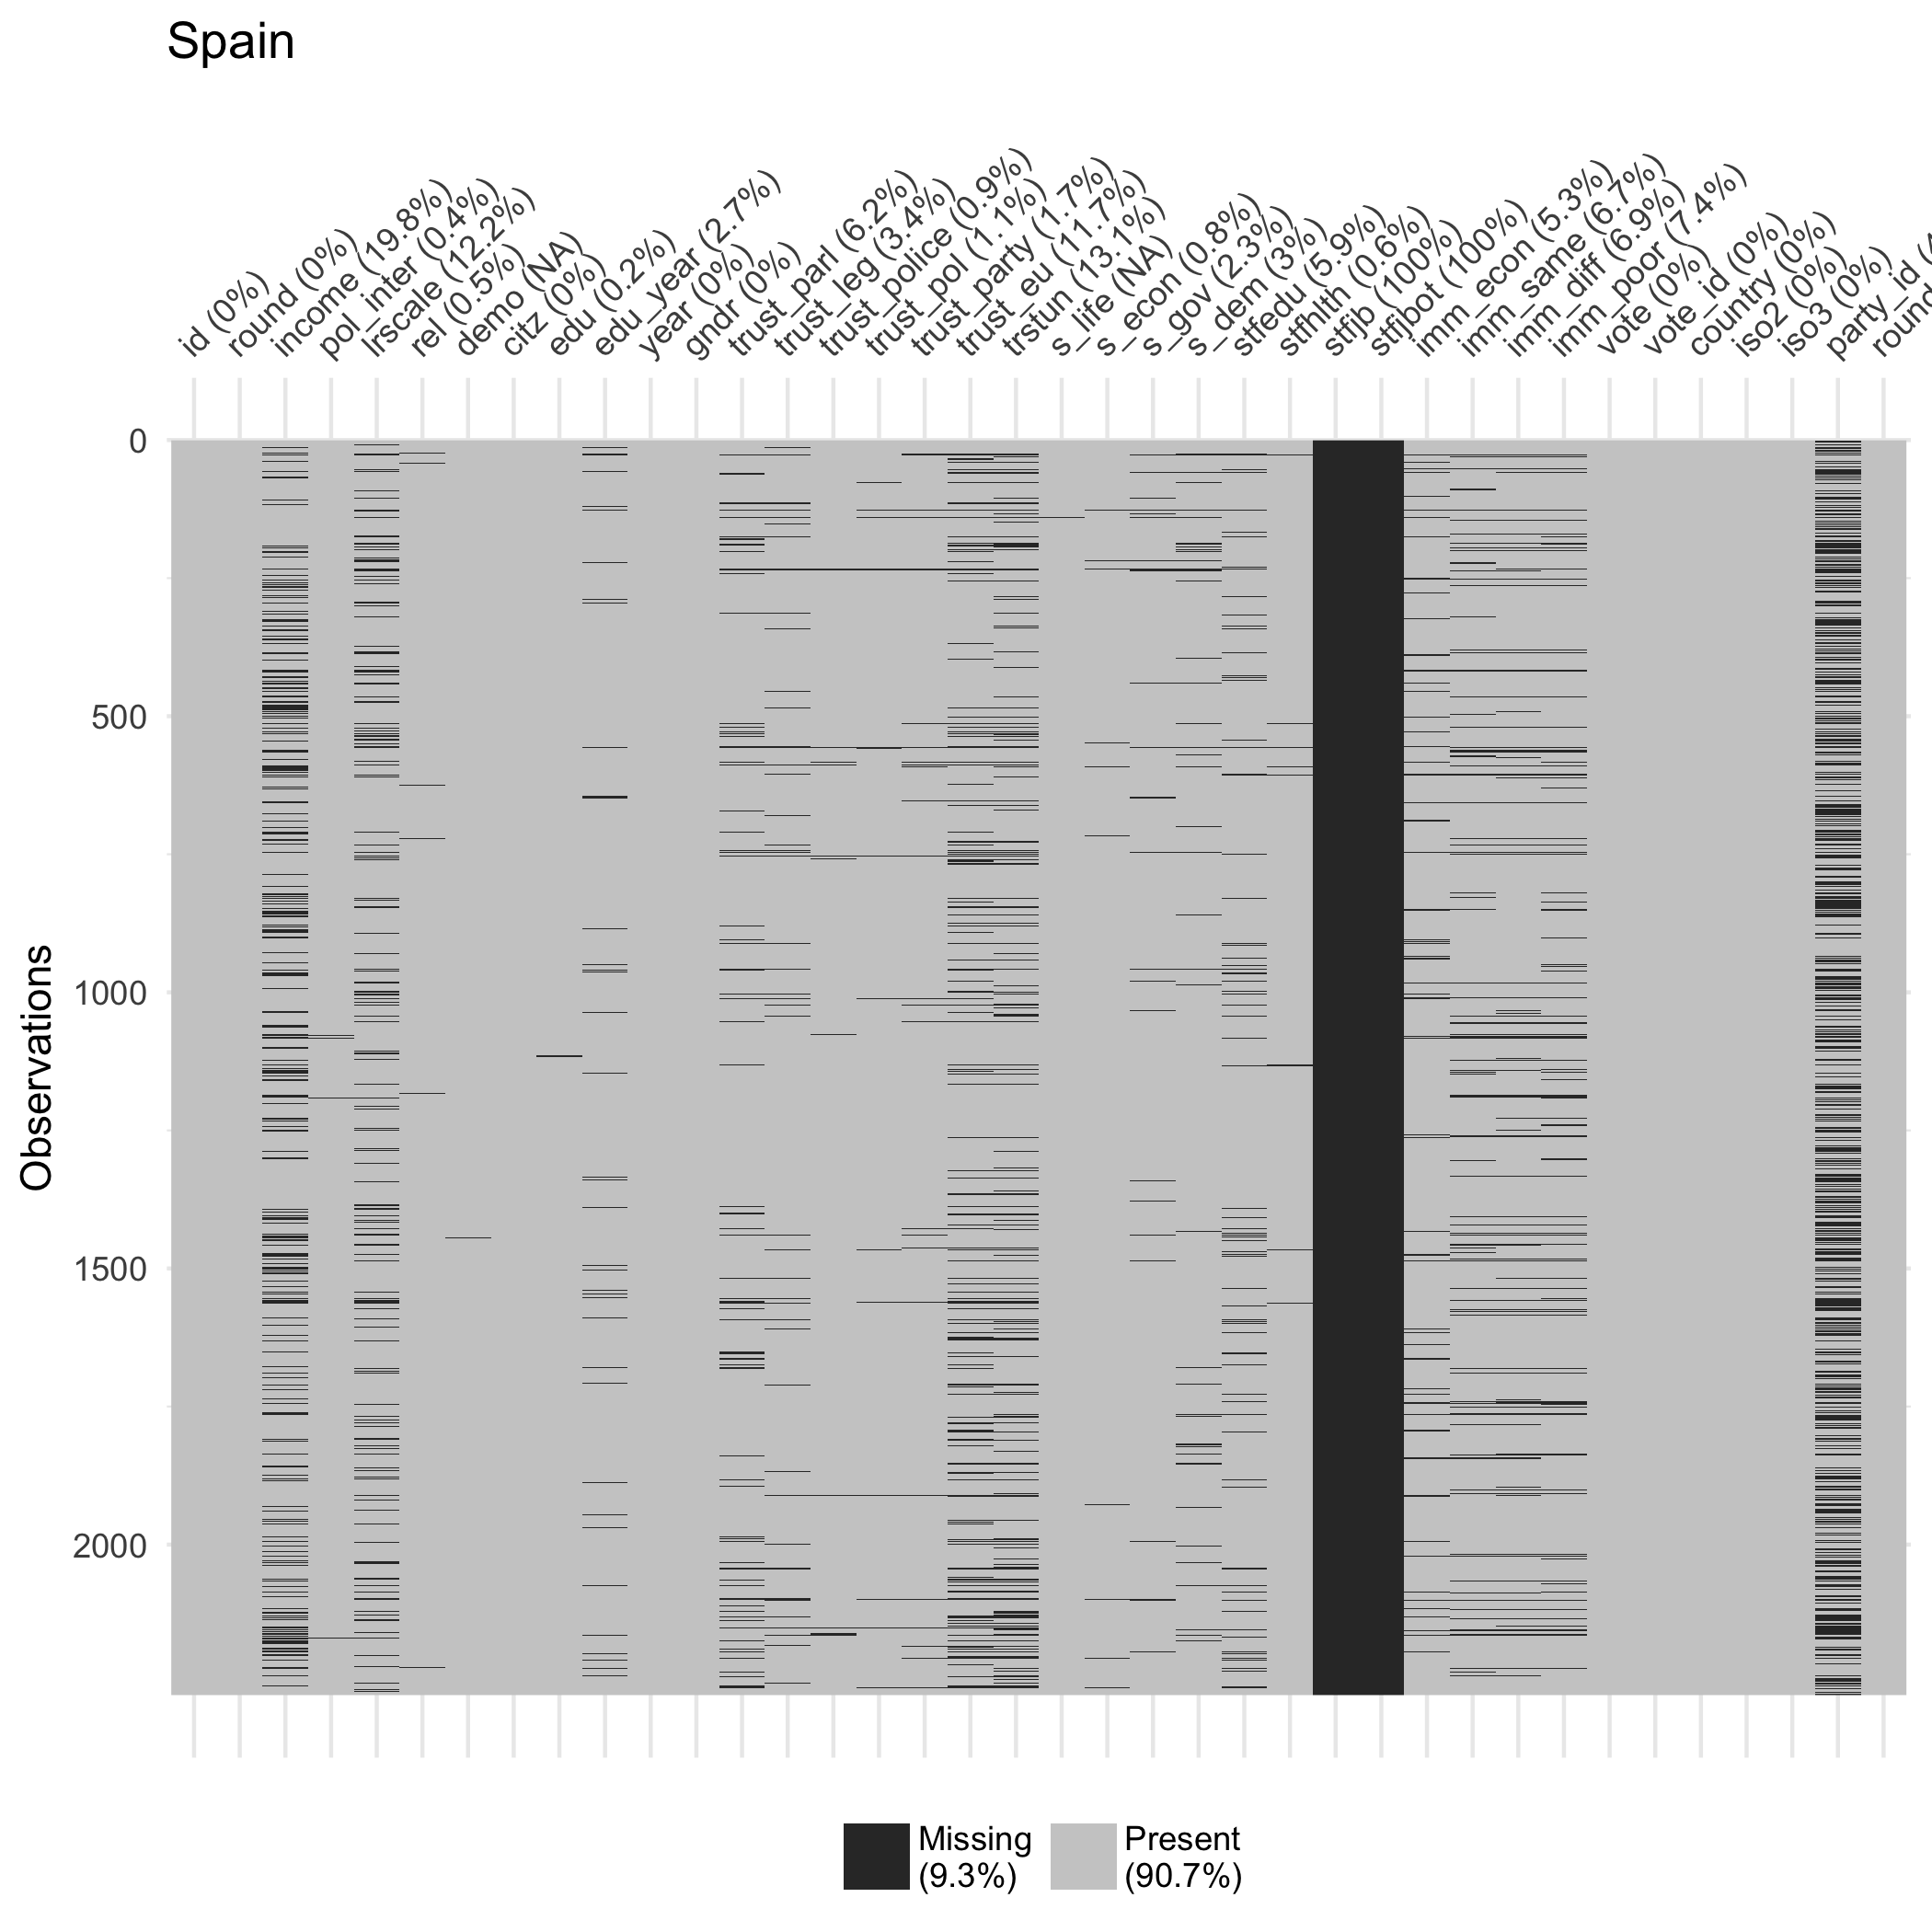 Spain
id (0%)
round (0%)
income (19.8%)
pol_inter (0.4%)
lrscale (12.2%)
rel (0.5%)
demo (NA)
citz (0%)
edu (0.2%)
edu_year (2.7%)
year (0%)
gndr (0%)
trust_parl (6.2%)
trust_leg (3.4%)
trust_police (0.9%)
trust_pol (1.1%)
trust_party (1.7%)
trust_eu (11.7%)
trstun (13.1%)
s_life (NA)
s_econ (0.8%)
s_gov (2.3%)
s_dem (3%)
stfedu (5.9%)
stfhlth (0.6%)
stfjb (100%)
stfjbot (100%)
imm_econ (5.3%)
imm_same (6.7%)
imm_diff (6.9%)
imm_poor (7.4%)
vote (0%)
vote_id (0%)
country (0%)
iso2 (0%)
iso3 (0%)
party_id (4
round
0
500
1000
1500
2000
Observations
Missing
(9.3%)
Present
(90.7%)